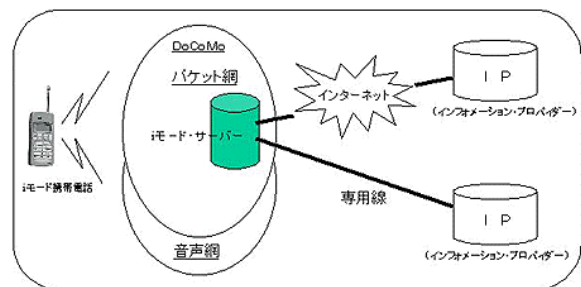 DoCoMo
パケット網
iモード・サーバー
iモード携帯電話
音声網
インターネット
専用線
I P
(インフォメーション・プロバイダー)
I P
(インフォメーション・プロバイダー)